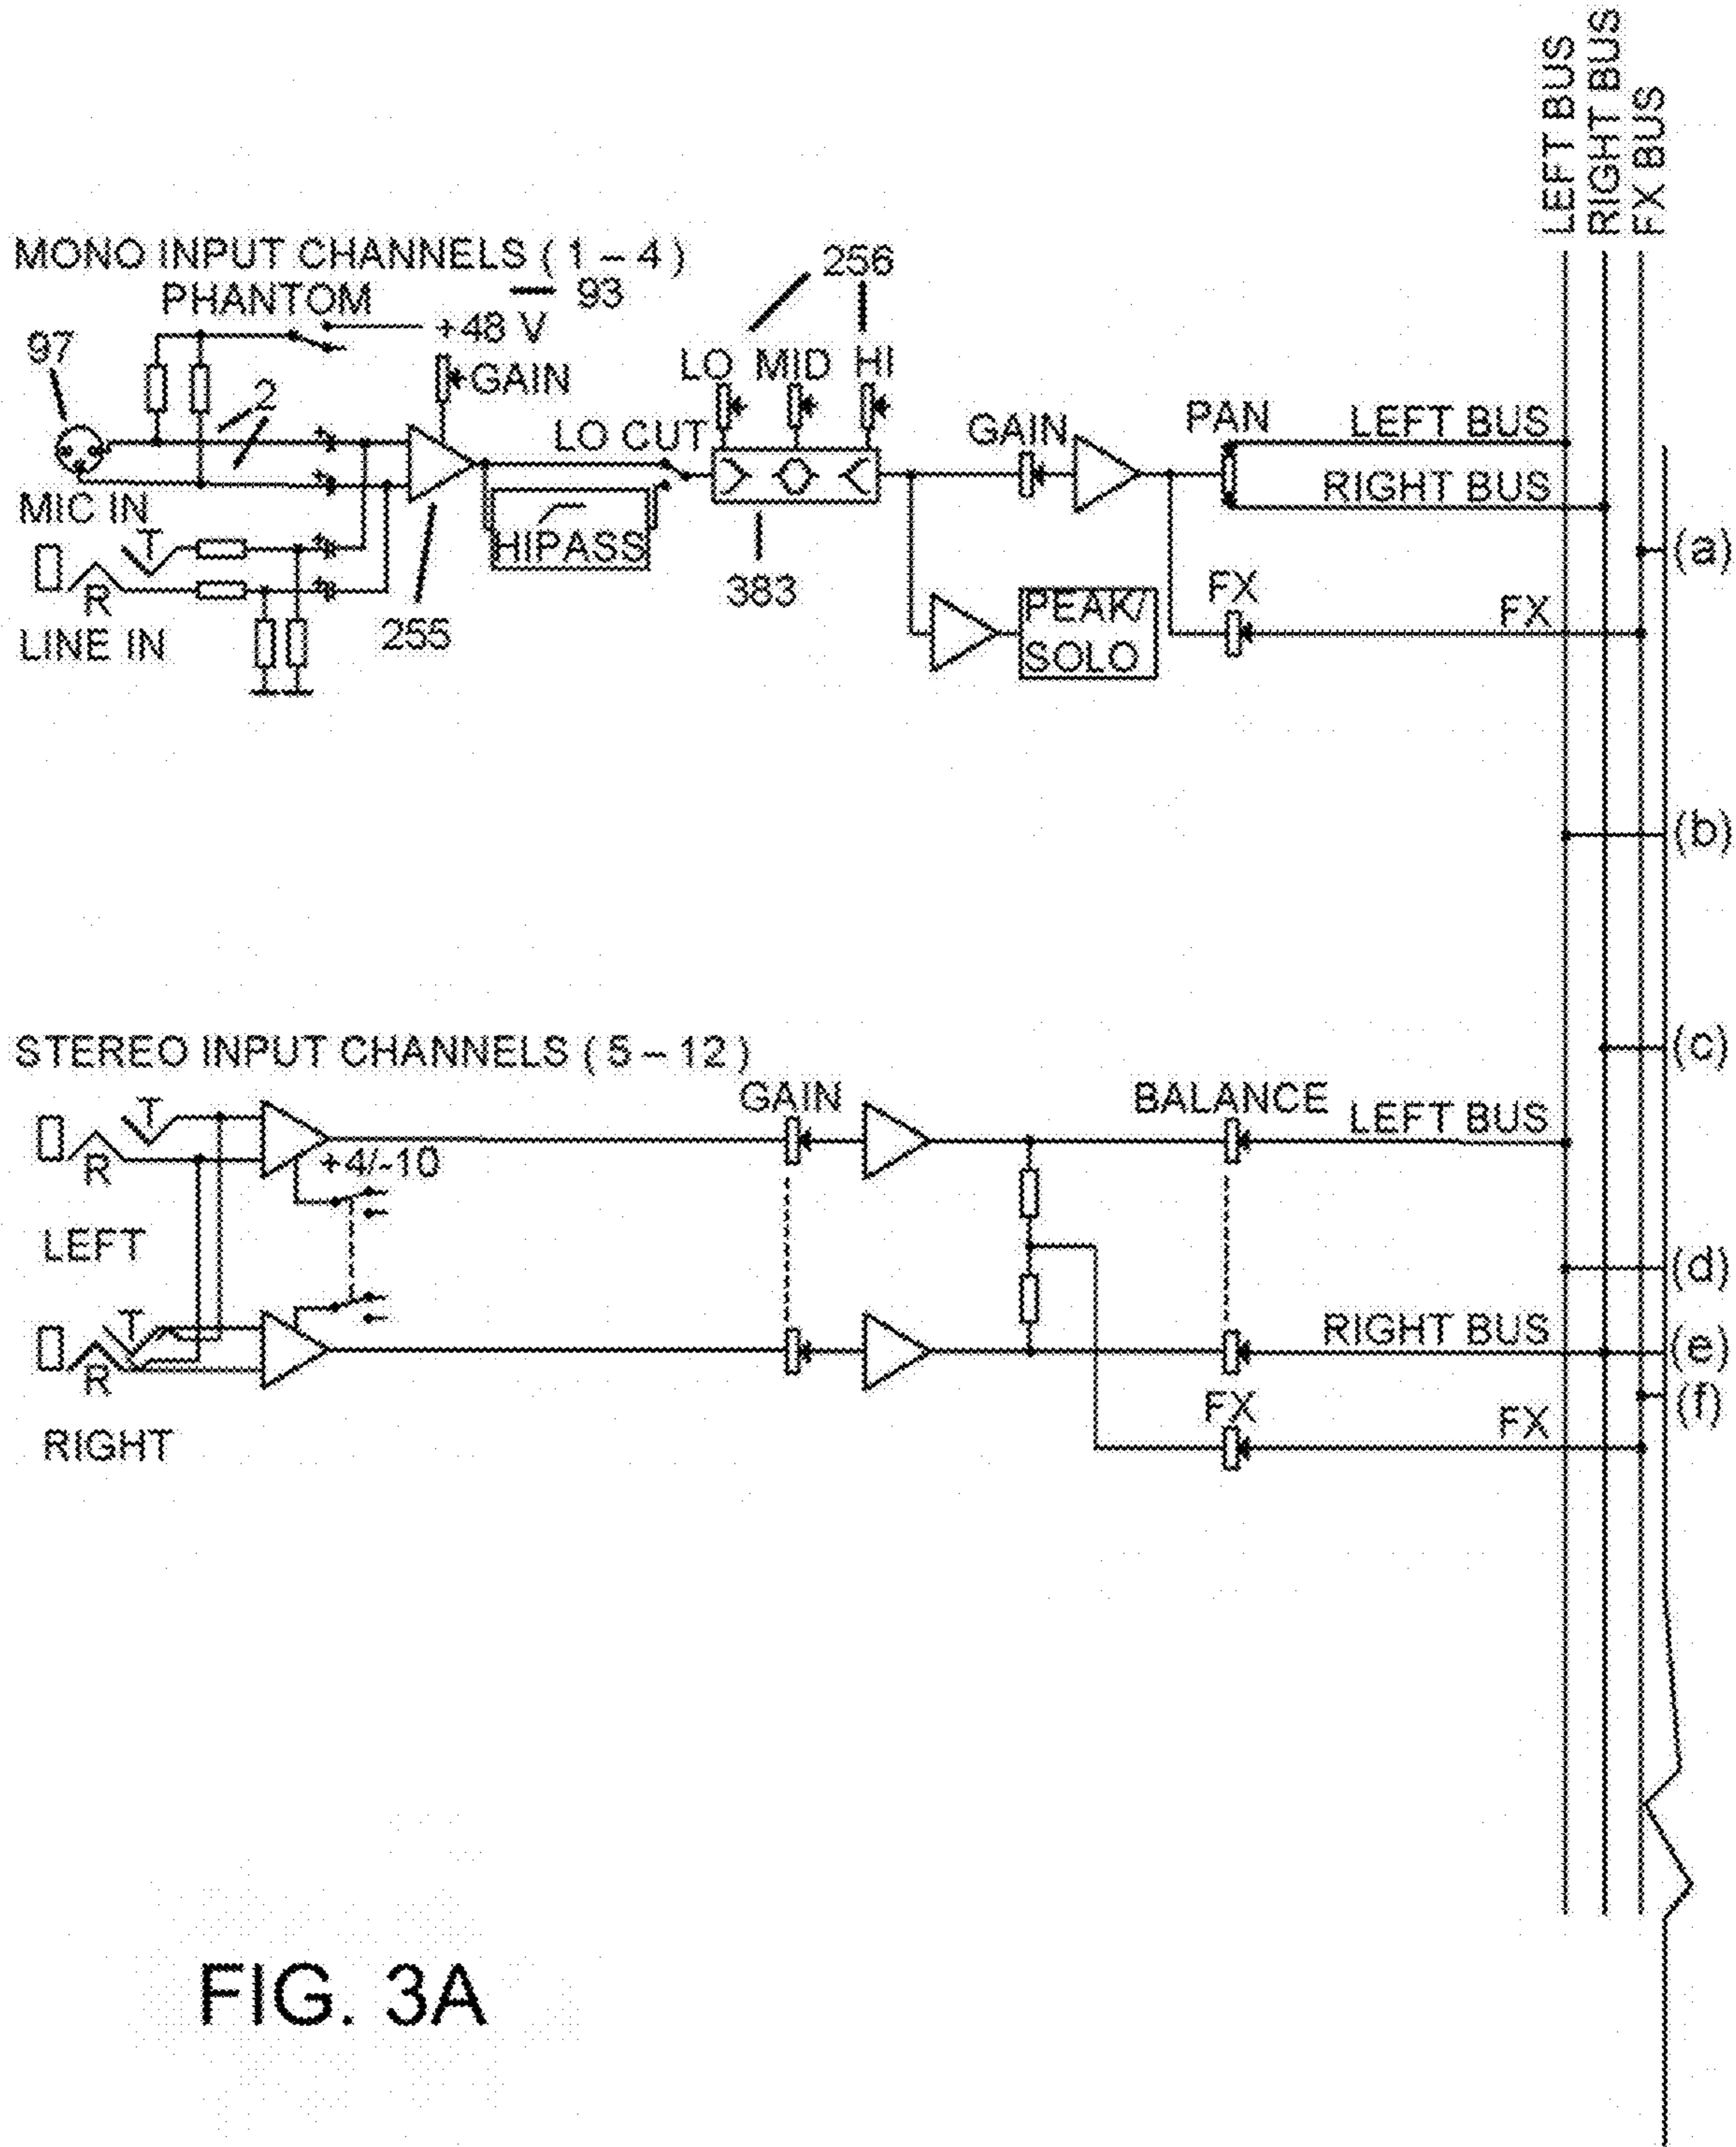 LEFT BUS
RIGHT BUS
FX BUS
MONO INPUT CHANNELS ( 1 – 4 )
PHANTOM
93
256
+48 V
97
GAIN
LO MID HI
2
LO CUT
GAIN
PAN
LEFT BUS
RIGHT BUS
MIC IN
T
HIPASS
(a)
R
383
PEAK/
SOLO
FX
FX
LINE IN
255
(b)
STEREO INPUT CHANNELS ( 5 – 12 )
(c)
GAIN
BALANCE
LEFT BUS
T
R
+4/-10
LEFT
(d)
T
R
RIGHT BUS
(e)
FX
FX
(f)
RIGHT
FIG. 3A